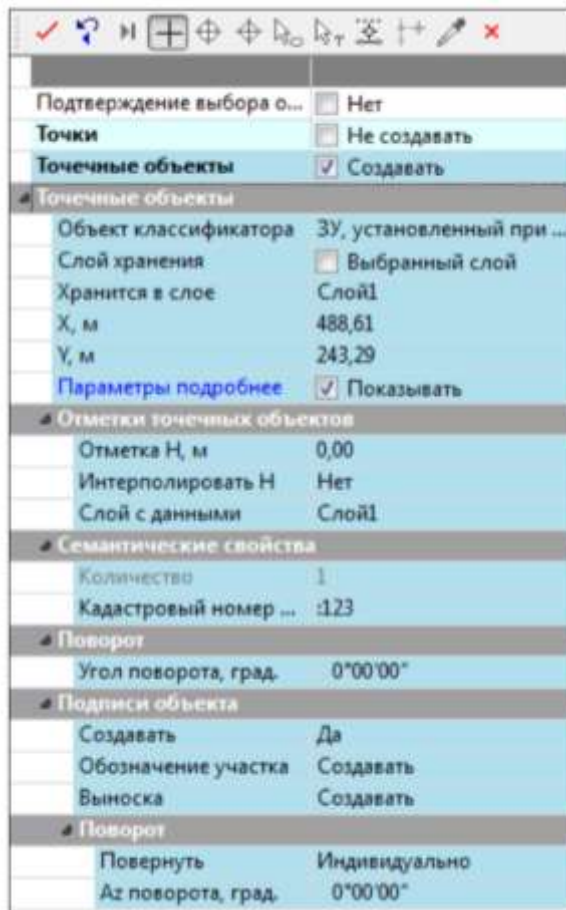 Подтверждение выбора о... Нет
Точки Не создавать
Точечные объекты Создавать
Точечные объекты
Объект классификатора ЗУ, установленный при ...
Слой хранения Выбранный слой
Хранится в слое Слой1
X, м 488,61
Y, м 243,29
Параметры подробнее Показывать
Отметки точечных объектов
Отметка H, м 0,00
Интерполировать H Нет
Слой с данными Слой1
Семантические свойства
Количество 1
Кадастровый номер ... :123
Поворот
Угол поворота, град. 0°00'00"
Подписи объекта
Создавать Да
Обозначение участка Создавать
Выноска Создавать
Поворот
Повернуть Индивидуально
Az поворота, град. 0°00'00"